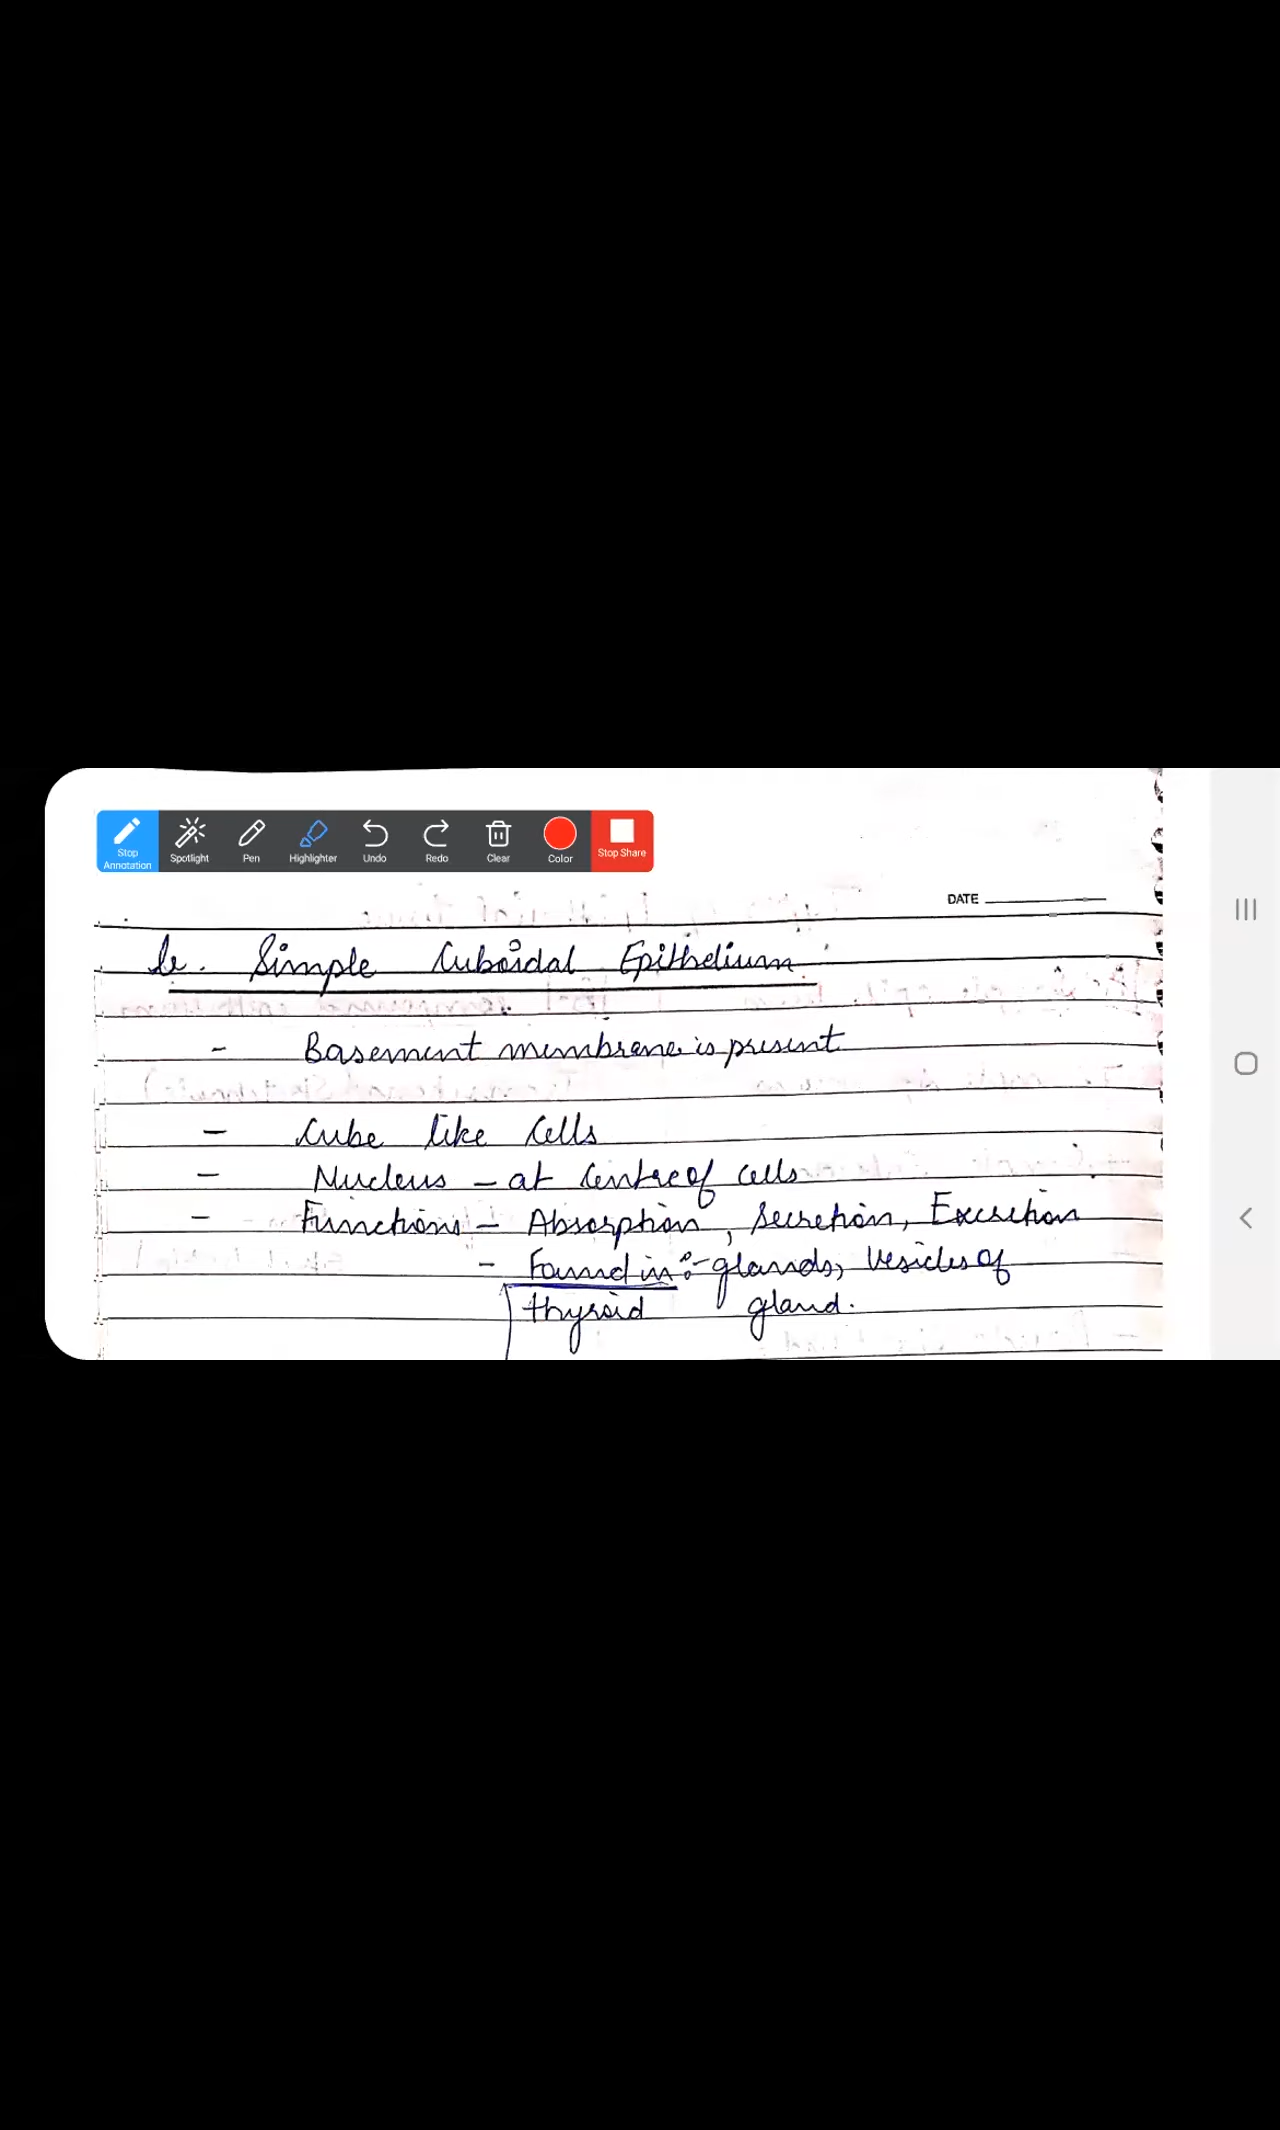 Stop Annotation Spotlight Pen Highlighter Undo Redo Clear Color Stop Share
DATE
b. Simple Cuboidal Epithelium
- Basement membrane is present
- Cube like cells
- Nucleus - at centre of cells
- Functions - Absorption, Secretion, Excretion
- Found in :- glands, Vesicles of
thyroid gland.